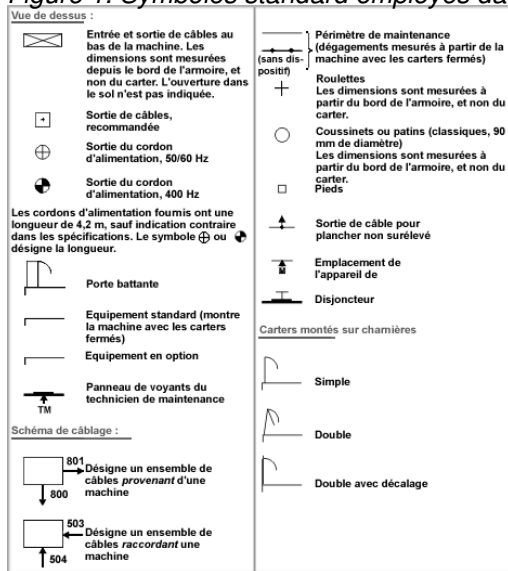 Figure 1. Symboles standard employés da
Vue de dessus :
Entrée et sortie de câbles au
bas de la machine. Les
dimensions sont mesurées
depuis le bord de l'armoire, et
non du carter. L'ouverture dans
le sol n'est pas indiquée.
Sortie de câbles,
recommandée
Sortie du cordon
d'alimentation, 50/60 Hz
Sortie du cordon
d'alimentation, 400 Hz
Les cordons d'alimentation fournis ont une
longueur de 4,2 m, sauf indication contraire
dans les spécifications. Le symbole ou
désigne la longueur.
Porte battante
Equipement standard (montre
la machine avec les carters
fermés)
Equipement en option
Panneau de voyants du
technicien de maintenance
TM
Schéma de câblage :
801
Désigne un ensemble de
câbles provenant d'une
machine
800
503
Désigne un ensemble de
câbles raccordant une
machine
504
Périmètre de maintenance
(dégagements mesurés à partir de la
machine avec les carters fermés)
(sans dis-
positif)
Roulettes
Les dimensions sont mesurées à
partir du bord de l'armoire, et non du
carter.
Coussinets ou patins (classiques, 90
mm de diamètre)
Les dimensions sont mesurées à
partir du bord de l'armoire, et non du
carter.
Pieds
Sortie de câble pour
plancher non surélevé
Emplacement de
l'appareil de
M
Disjoncteur
Carters montés sur charnières
Simple
Double
Double avec décalage